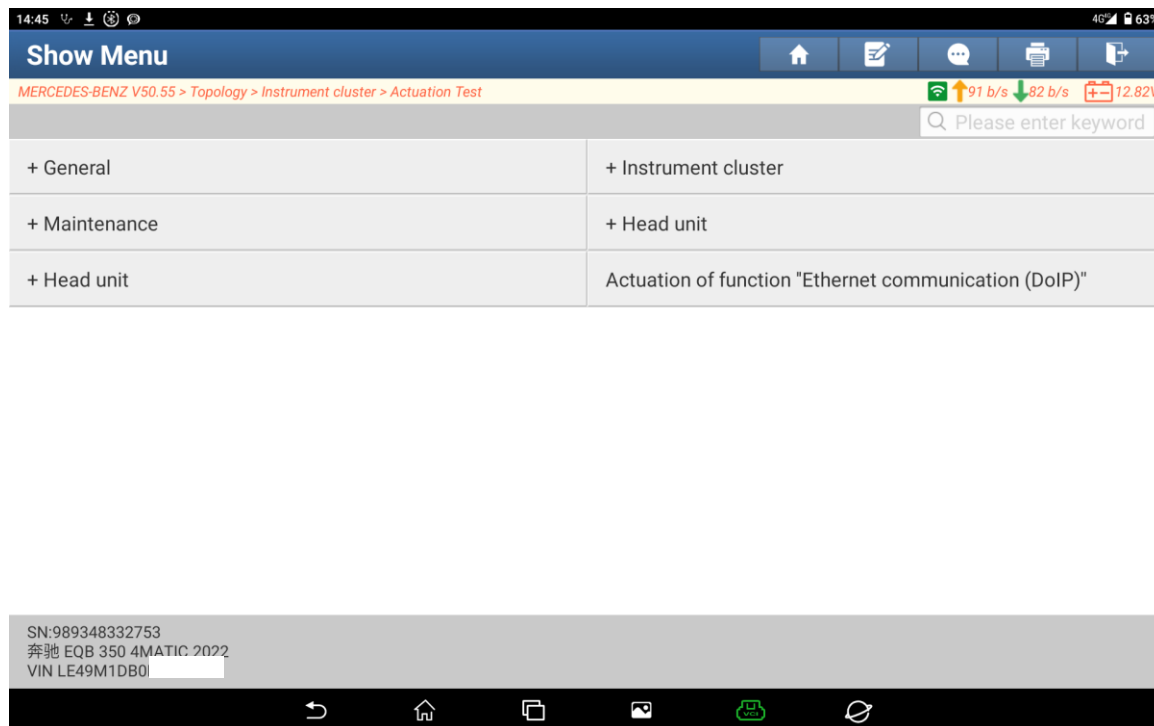 14:45
4G 63%
Show Menu
MERCEDES-BENZ V50.55 > Topology > Instrument cluster > Actuation Test
91 b/s 82 b/s 12.82V
Please enter keyword
+ General
+ Instrument cluster
+ Maintenance
+ Head unit
+ Head unit
Actuation of function "Ethernet communication (DoIP)"
SN:989348332753
奔驰 EQB 350 4MATIC 2022
VIN LE49M1DB0
VCI